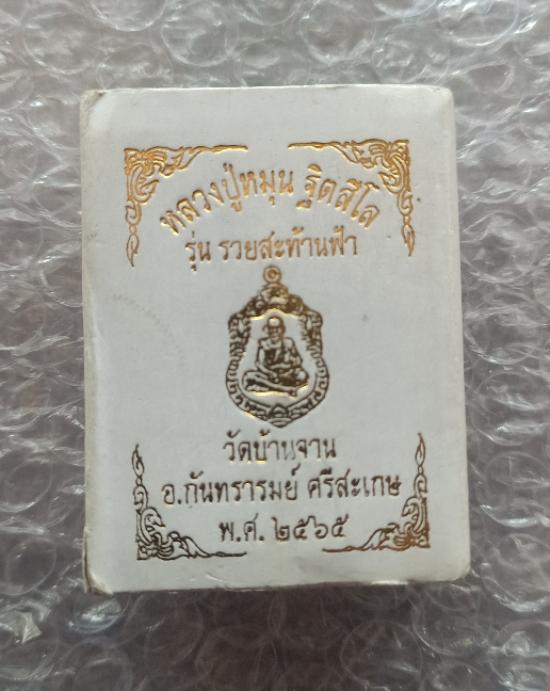 หลวงปู่หมุน ฐิตสีโล
รุ่น รวยสะท้านฟ้า
วัดบ้านจาน
อ.กันทรารมย์ ศรีสะเกษ
พ.ศ. ๒๕๖๕